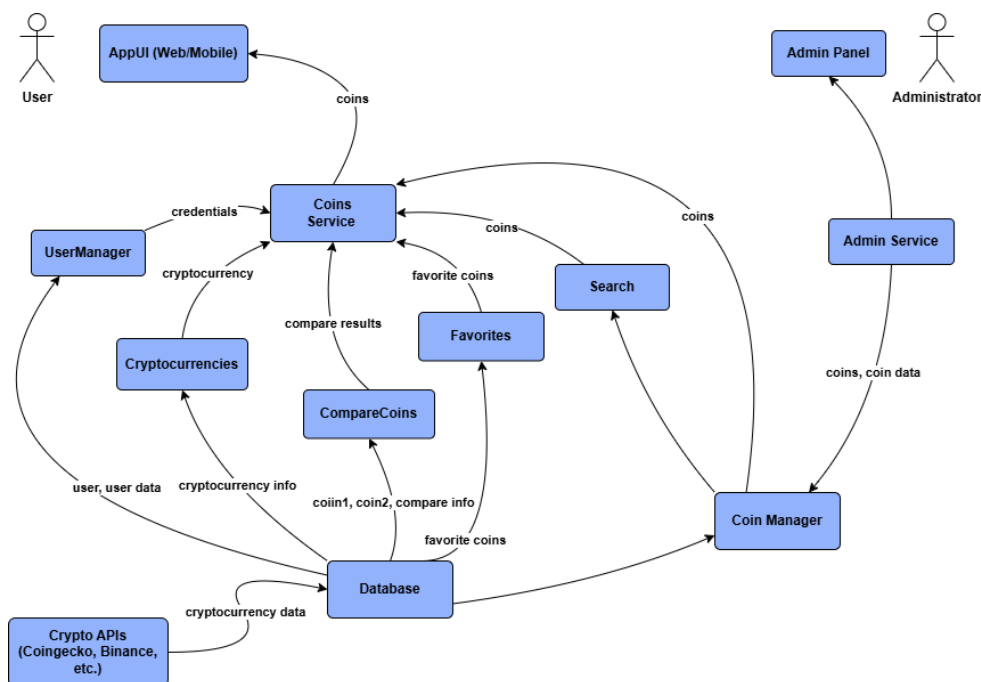 AppUI (Web/Mobile)
Admin Panel
User
Administrator
coins
Coins
Service
credentials
coins
coins
UserManager
Admin Service
cryptocurrency
favorite coins
Search
compare results
Favorites
Cryptocurrencies
coins, coin data
CompareCoins
user, user data
cryptocurrency info
coiin1, coin2, compare info
Coin Manager
favorite coins
Database
cryptocurrency data
Crypto APIs
(Coingecko, Binance,
etc.)